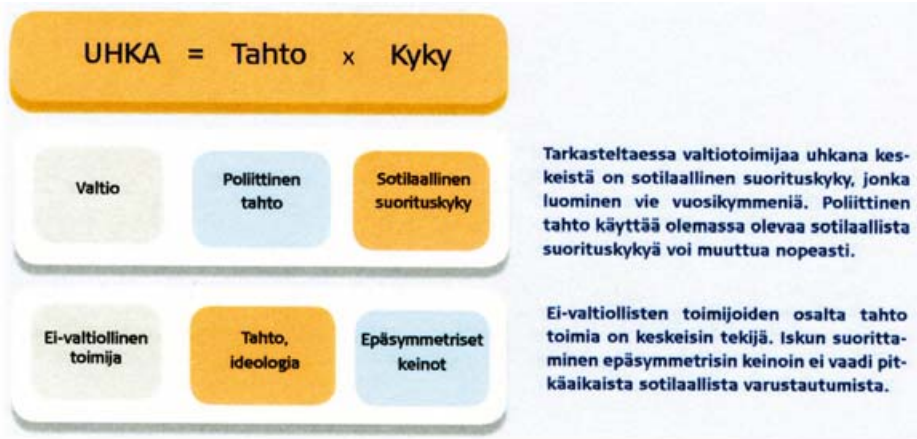 UHKA = Tahto x Kyky
Valtio
Poliittinen
tahto
Sotilaallinen
suorituskyky
Tarkasteltaessa valtiotoimijaa uhkana kes-
keistä on sotilaallinen suorituskyky, jonka
luominen vie vuosikymmeniä. Poliittinen
tahto käyttää olemassa olevaa sotilaallista
suorituskykyä voi muuttua nopeasti.
Ei-valtiollinen
toimija
Tahto,
ideologia
Epäsymmetriset
keinot
Ei-valtiollisten toimijoiden osalta tahto
toimia on keskeisin tekijä. Iskun suoritta-
minen epäsymmetrisin keinoin ei vaadi pit-
käaikaista sotilaallista varustautumista.